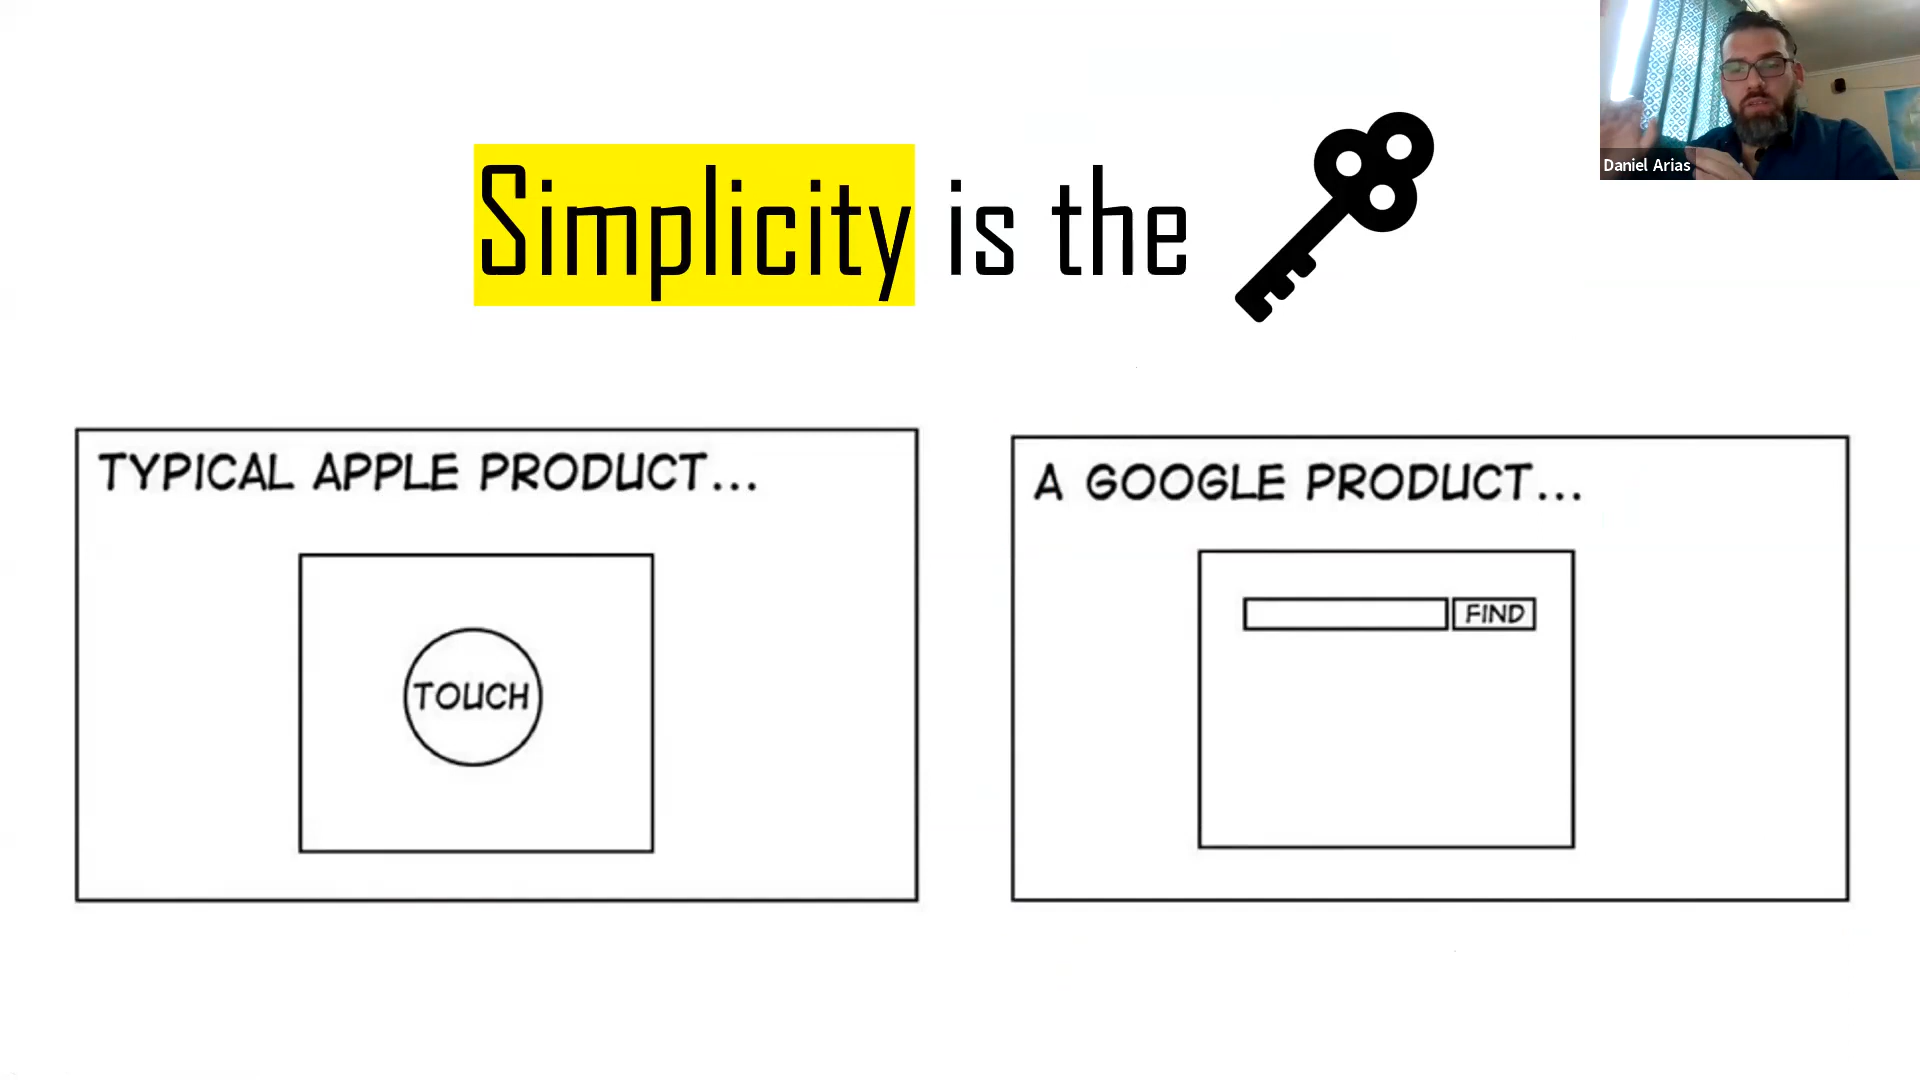 Simplicity is the
Daniel Arias
TYPICAL APPLE PRODUCT...
TOUCH
A GOOGLE PRODUCT...
FIND